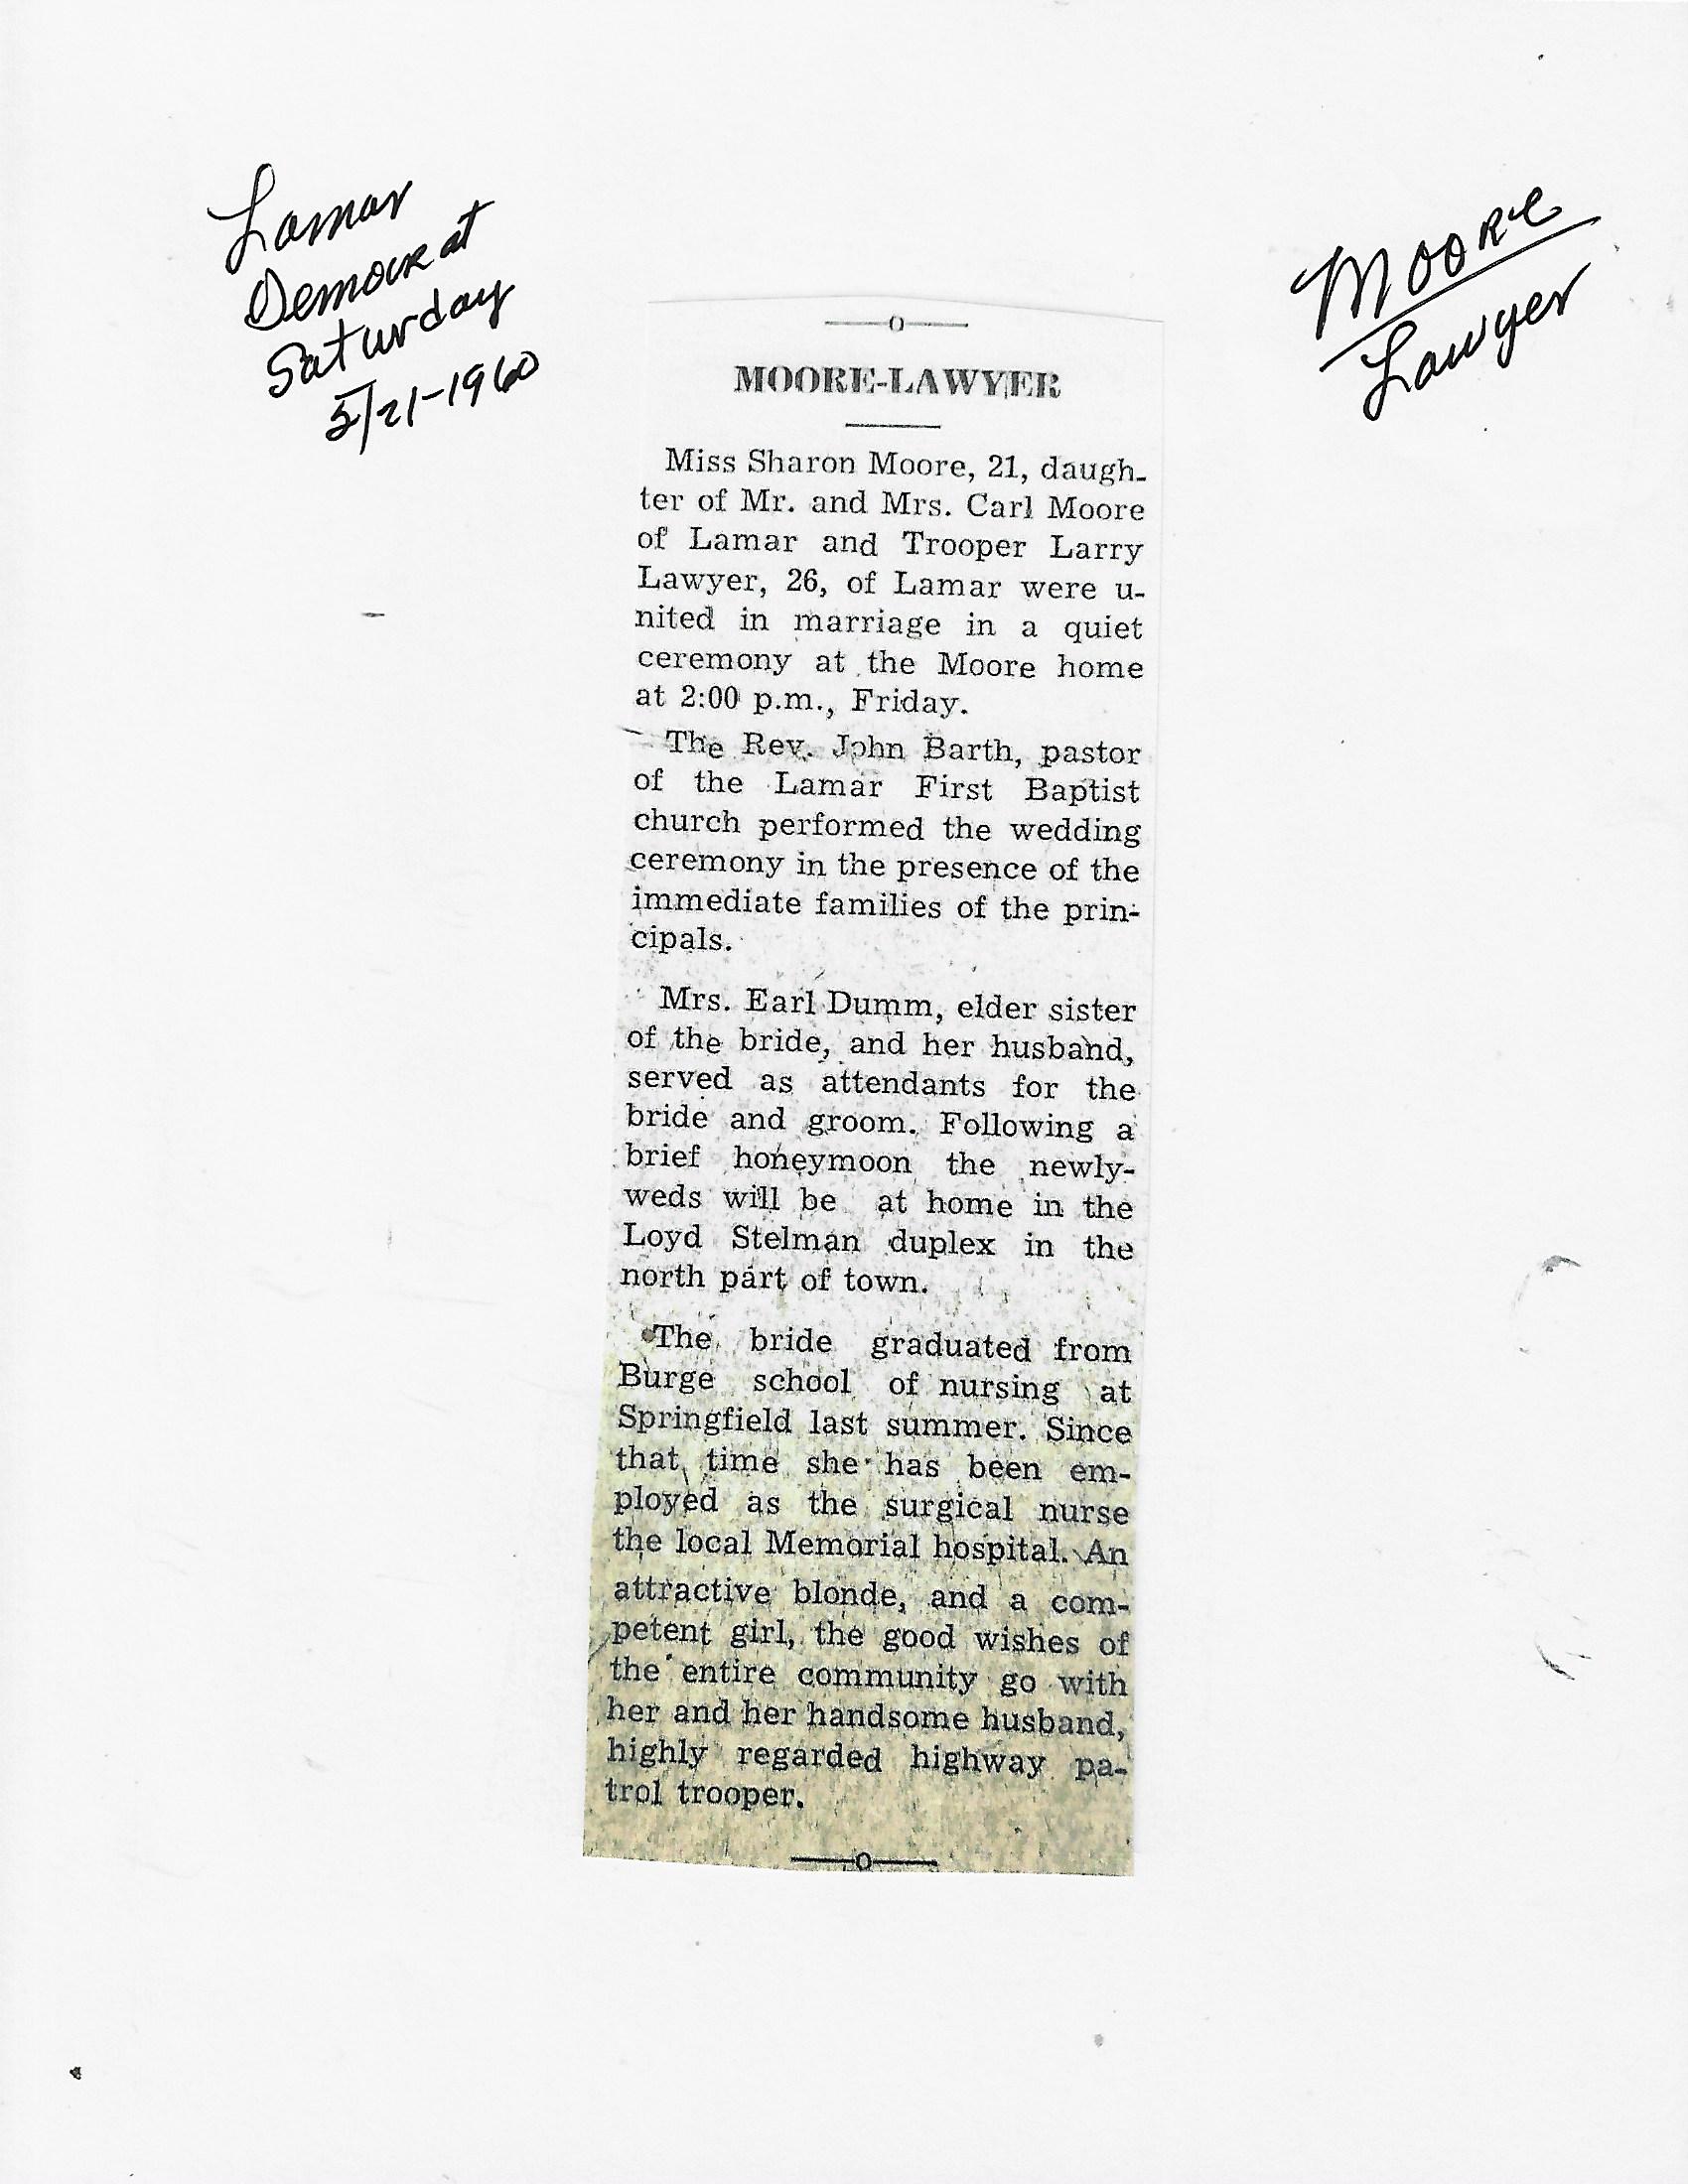 Lamar
Democrat
Saturday
5/21-1960
Moore
Lawyer
—o—
MOORE-LAWYER
Miss Sharon Moore, 21, daugh-
ter of Mr. and Mrs. Carl Moore
of Lamar and Trooper Larry
Lawyer, 26, of Lamar were u-
nited in marriage in a quiet
ceremony at the Moore home
at 2:00 p.m., Friday.
The Rev. John Barth, pastor
of the Lamar First Baptist
church performed the wedding
ceremony in the presence of the
immediate families of the prin-
cipals.
Mrs. Earl Dumm, elder sister
of the bride, and her husband,
served as attendants for the
bride and groom. Following a
brief honeymoon the newly-
weds will be at home in the
Loyd Stelman duplex in the
north part of town.
The bride graduated from
Burge school of nursing at
Springfield last summer. Since
that time she has been em-
ployed as the surgical nurse
the local Memorial hospital. An
attractive blonde, and a com-
petent girl, the good wishes of
the entire community go with
her and her handsome husband,
highly regarded highway pa-
trol trooper.
—o—